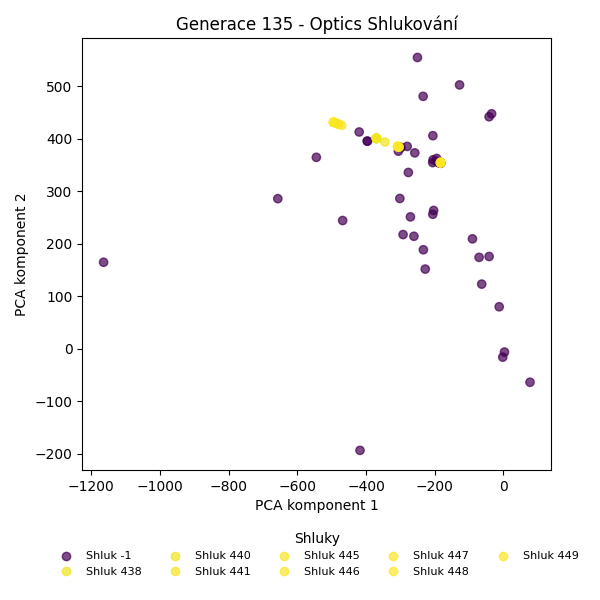 Generace 135 - Optics Shlukování
500
400
300
200
100
0
−100
−200
PCA komponent 2
−1200 −1000 −800 −600 −400 −200 0
PCA komponent 1
Shluky
Shluk -1 Shluk 440 Shluk 445 Shluk 447 Shluk 449
Shluk 438 Shluk 441 Shluk 446 Shluk 448